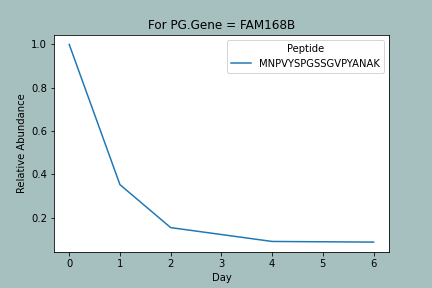 For PG.Gene = FAM168B
Peptide
MNPVYSPGSSGVPYANAK
Relative Abundance
1.0
0.8
0.6
0.4
0.2
0 1 2 3 4 5 6
Day